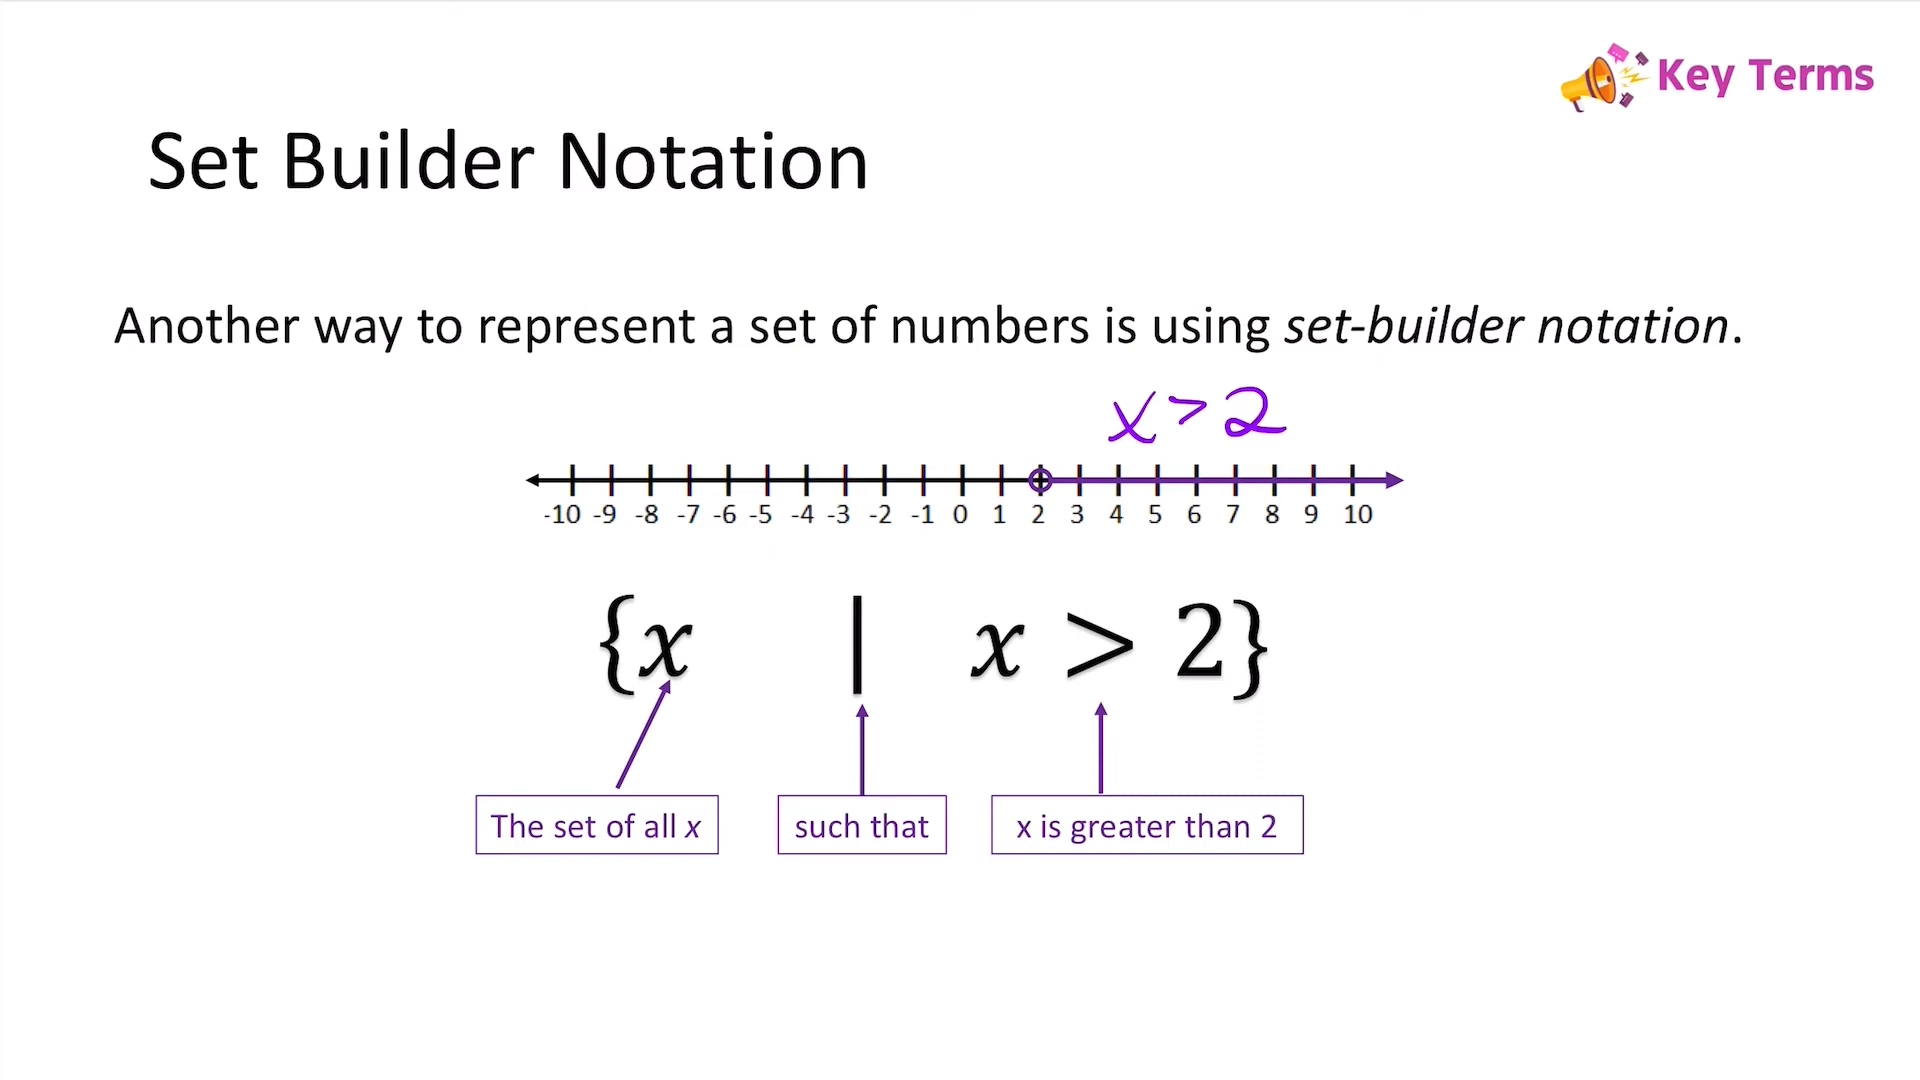 Key Terms
Set Builder Notation
Another way to represent a set of numbers is using set-builder notation.
x > 2
-10 -9 -8 -7 -6 -5 -4 -3 -2 -1 0 1 2 3 4 5 6 7 8 9 10
{x | x > 2}
The set of all x
such that
x is greater than 2